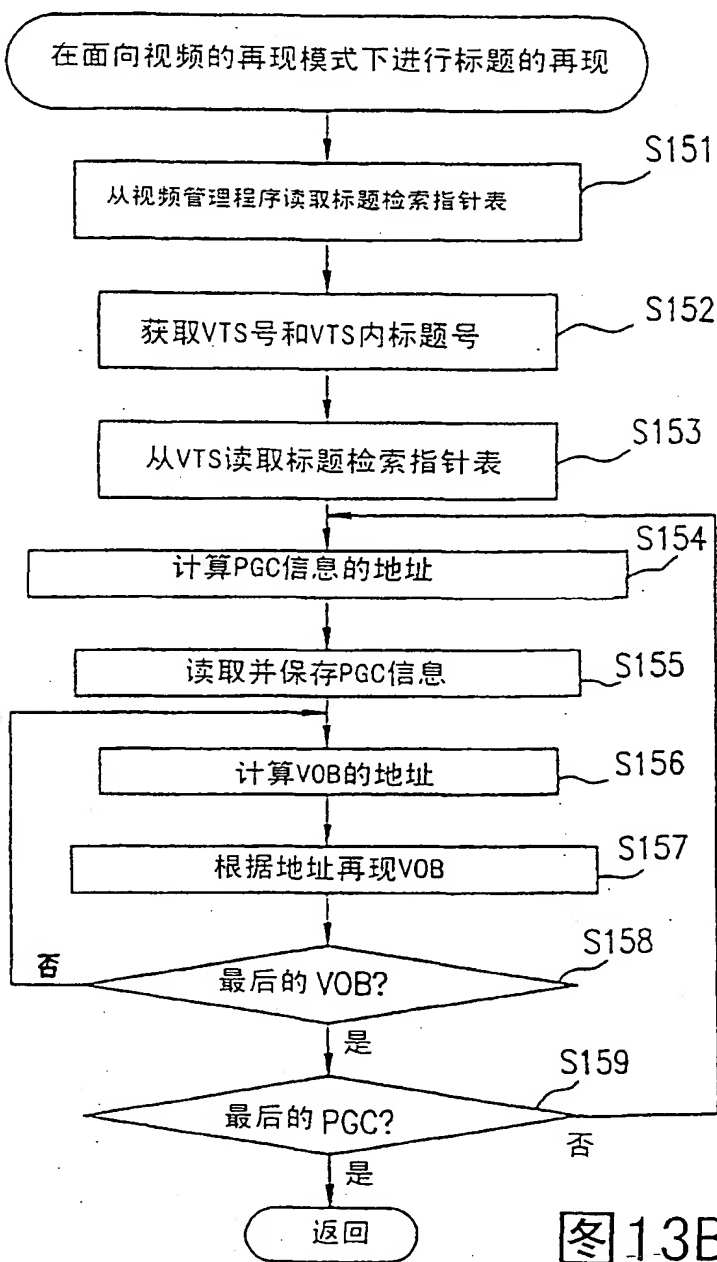 在面向视频的再现模式下进行标题的再现
S151
从视频管理程序读取标题检索指针表
S152
获取VTS号和VTS内标题号
S153
从VTS读取标题检索指针表
S154
计算PGC信息的地址
S155
读取并保存PGC信息
S156
计算VOB的地址
S157
根据地址再现VOB
S158
否
最后的VOB?
是
S159
最后的PGC?
否
是
返回
图13B